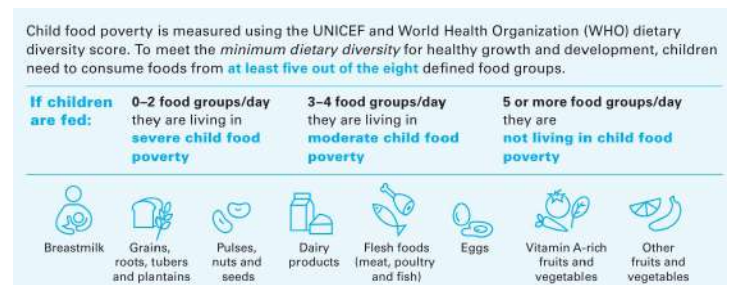 Child food poverty is measured using the UNICEF and World Health Organization (WHO) dietary
diversity score. To meet the minimum dietary diversity for healthy growth and development, children
need to consume foods from at least five out of the eight defined food groups.
If children
are fed:
0–2 food groups/day
they are living in
severe child food
poverty
3–4 food groups/day
they are living in
moderate child food
poverty
5 or more food groups/day
they are
not living in child food
poverty
Breastmilk
Grains,
roots, tubers
and plantains
Pulses,
nuts and
seeds
Dairy
products
Flesh foods
(meat, poultry
and fish)
Eggs
Vitamin A-rich
fruits and
vegetables
Other
fruits and
vegetables